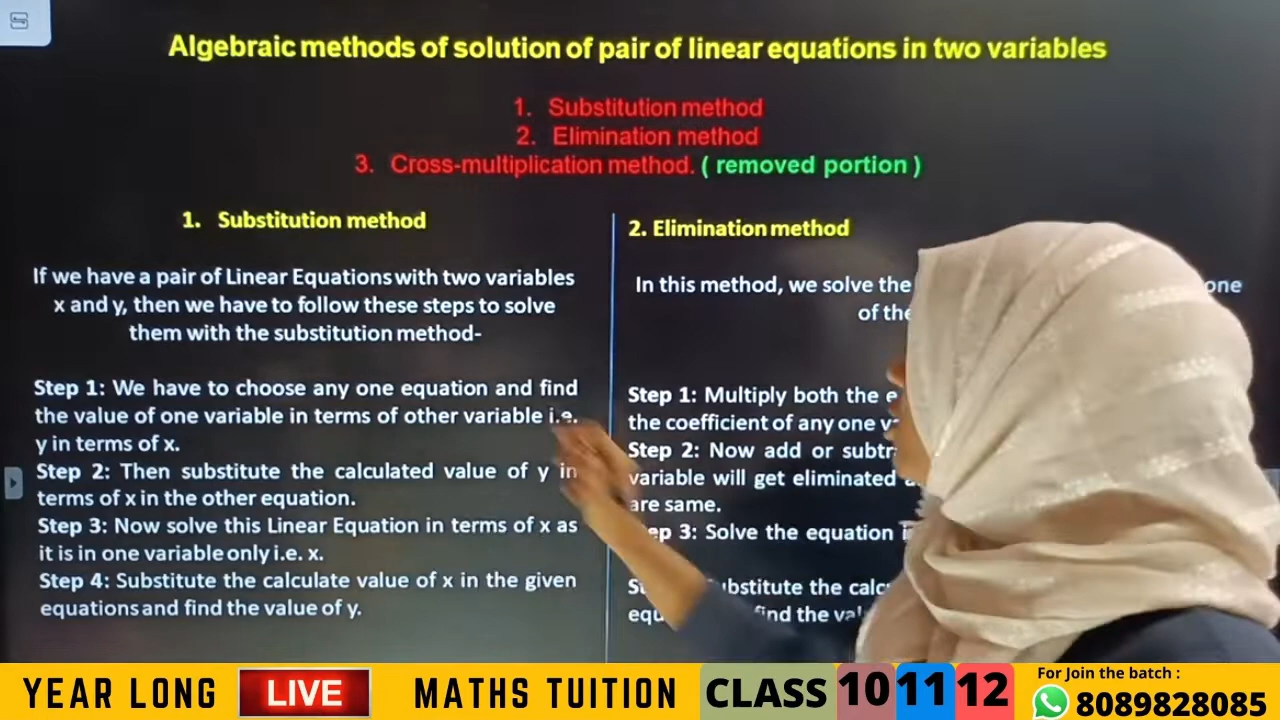 Algebraic methods of solution of pair of linear equations in two variables
1. Substitution method
2. Elimination method
3. Cross-multiplication method. ( removed portion )
1. Substitution method
If we have a pair of Linear Equations with two variables
x and y, then we have to follow these steps to solve
them with the substitution method-
Step 1: We have to choose any one equation and find
the value of one variable in terms of other variable i.e.
y in terms of x.
Step 2: Then substitute the calculated value of y in
terms of x in the other equation.
Step 3: Now solve this Linear Equation in terms of x as
it is in one variable only i.e. x.
Step 4: Substitute the calculate value of x in the given
equations and find the value of y.
2. Elimination method
In this method, we solve the one
of the
Step 1: Multiply both the
the coefficient of any one
Step 2: Now add or
variable will get eliminated
are same.
3: Solve the equation
the
find the
YEAR LONG LIVE MATHS TUITION CLASS 10 11 12
For Join the batch :
8089828085